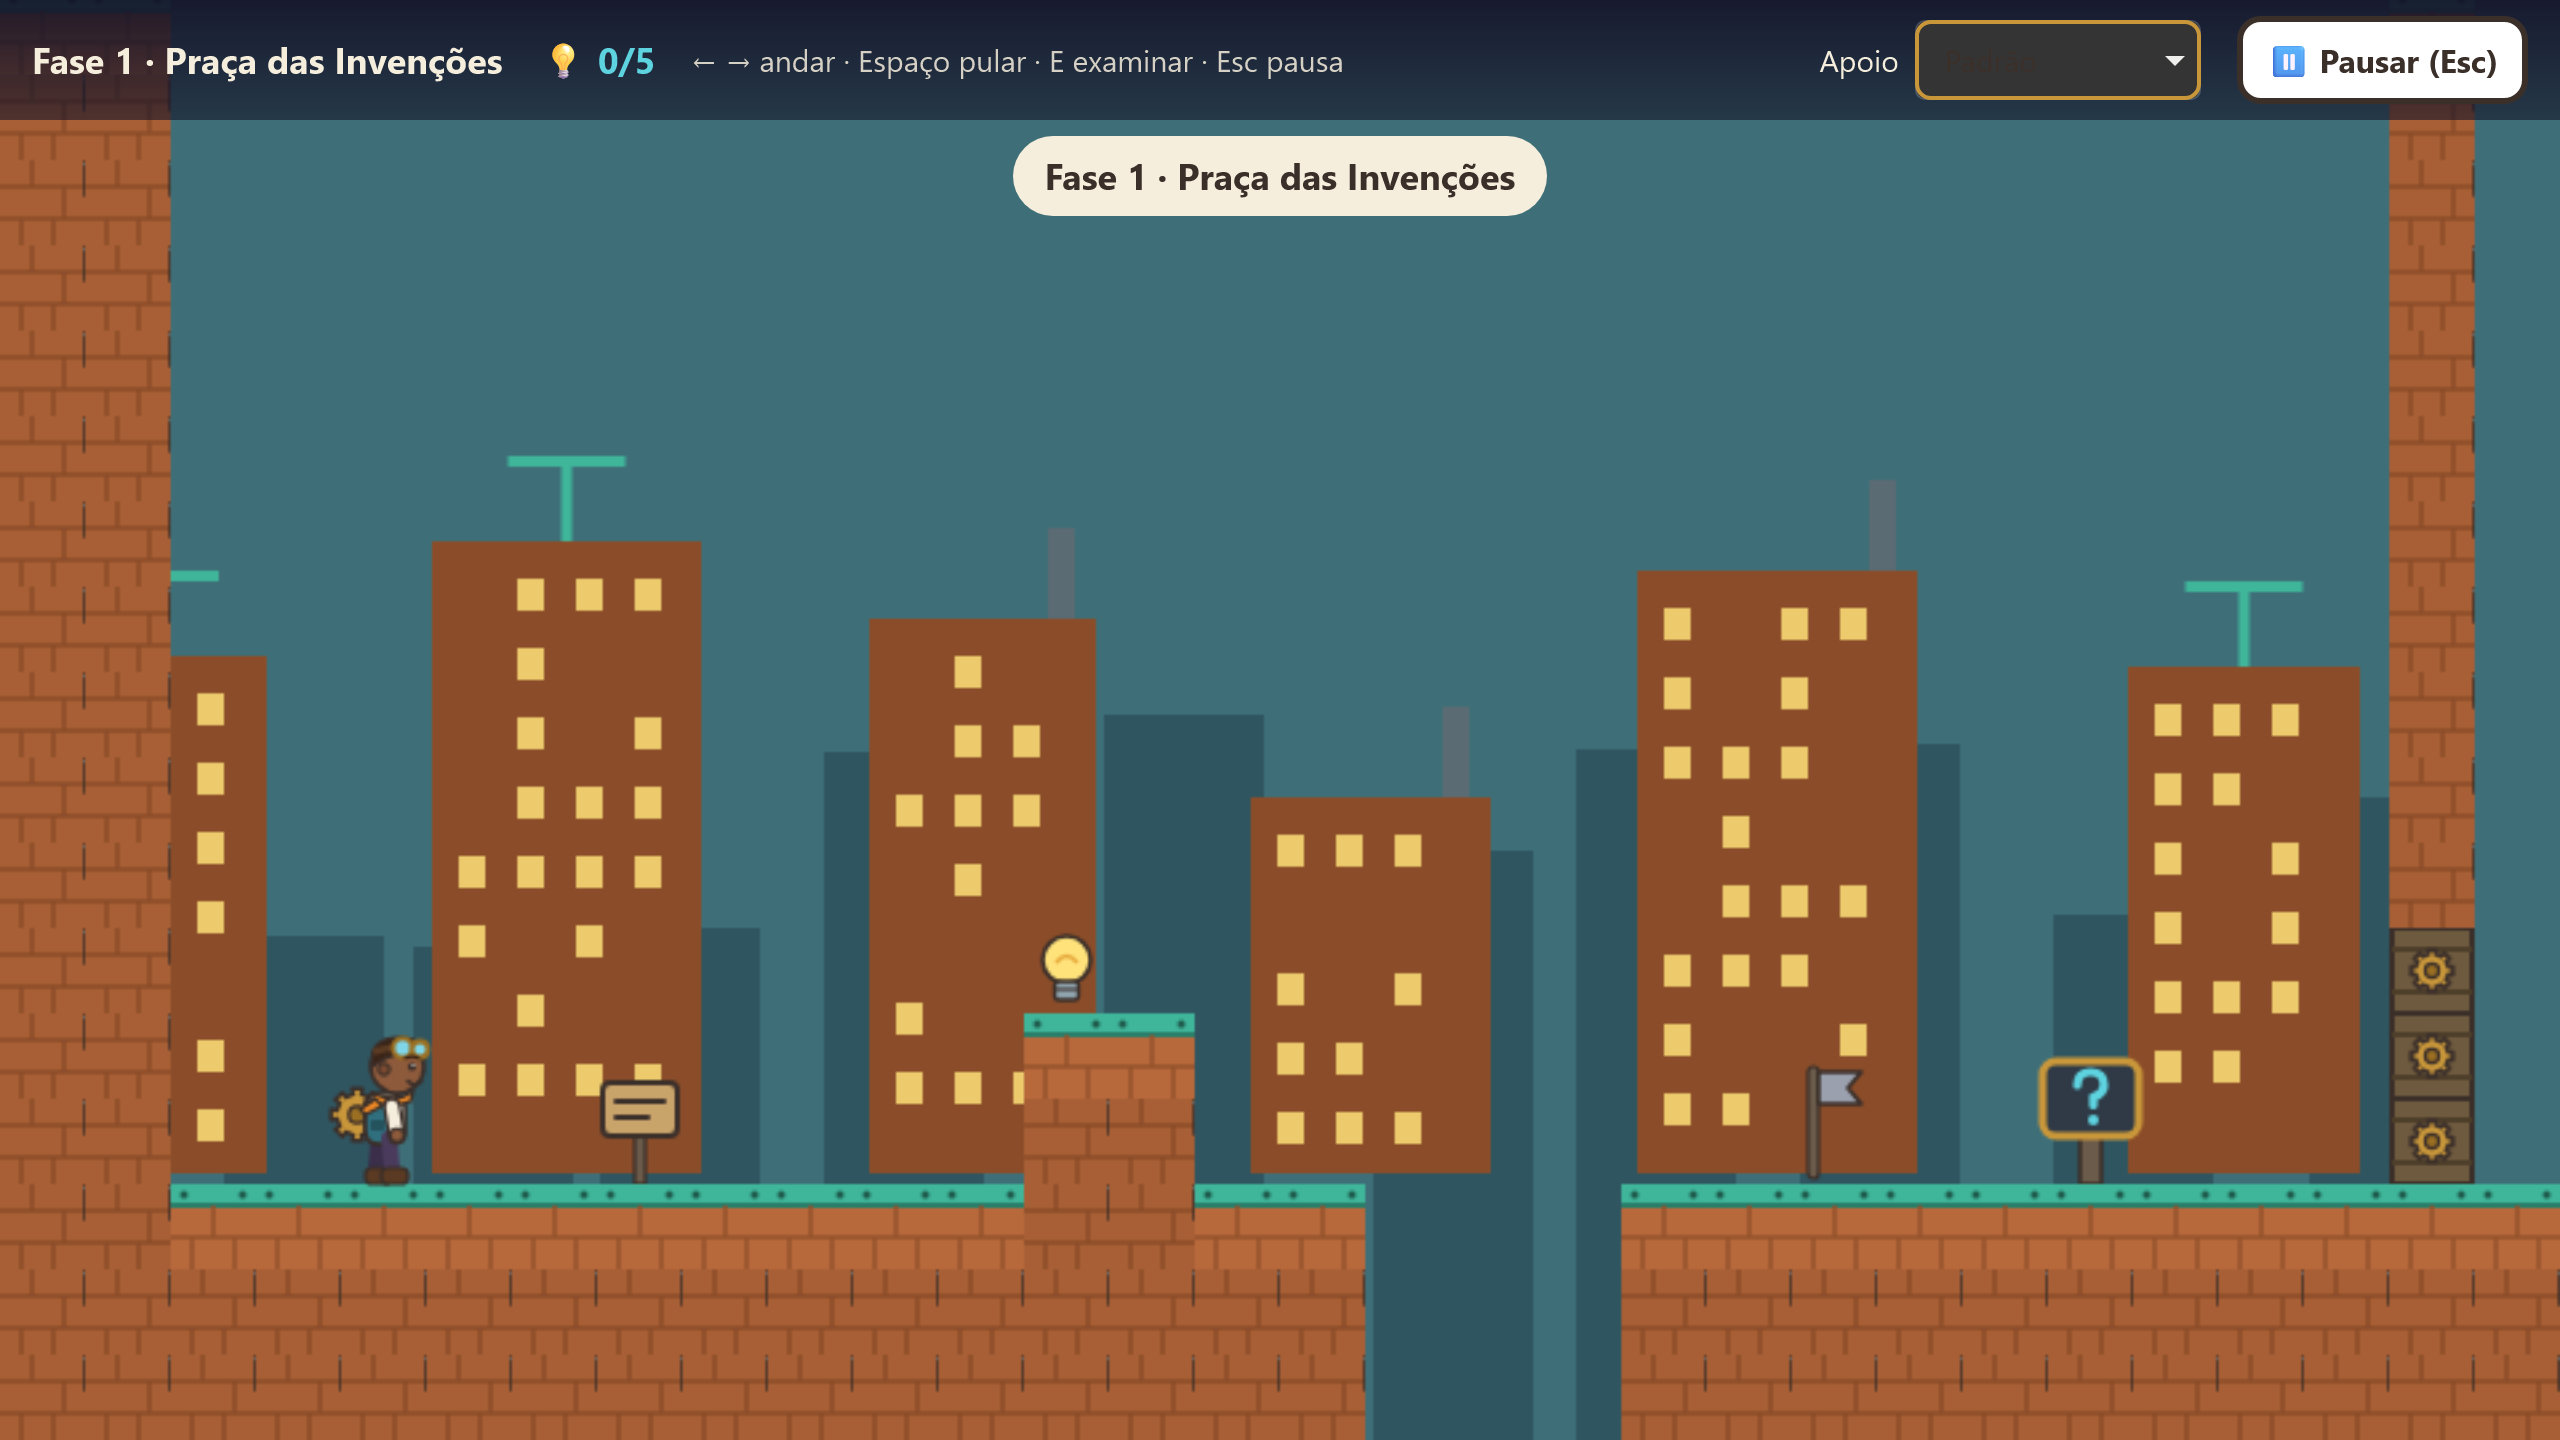 Fase 1 · Praça das Invenções
0/5
← → andar · Espaço pular · E examinar · Esc pausa
Apoio
Pausar (Esc)
Fase 1 · Praça das Invenções
?